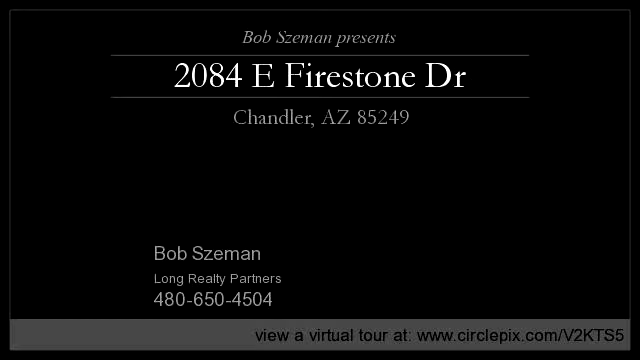 Bob Szeman presents
2084 E Firestone Dr
Chandler, AZ 85249
Bob Szeman
Long Realty Partners
480-650-4504
view a virtual tour at: www.circlepix.com/V2KTS5